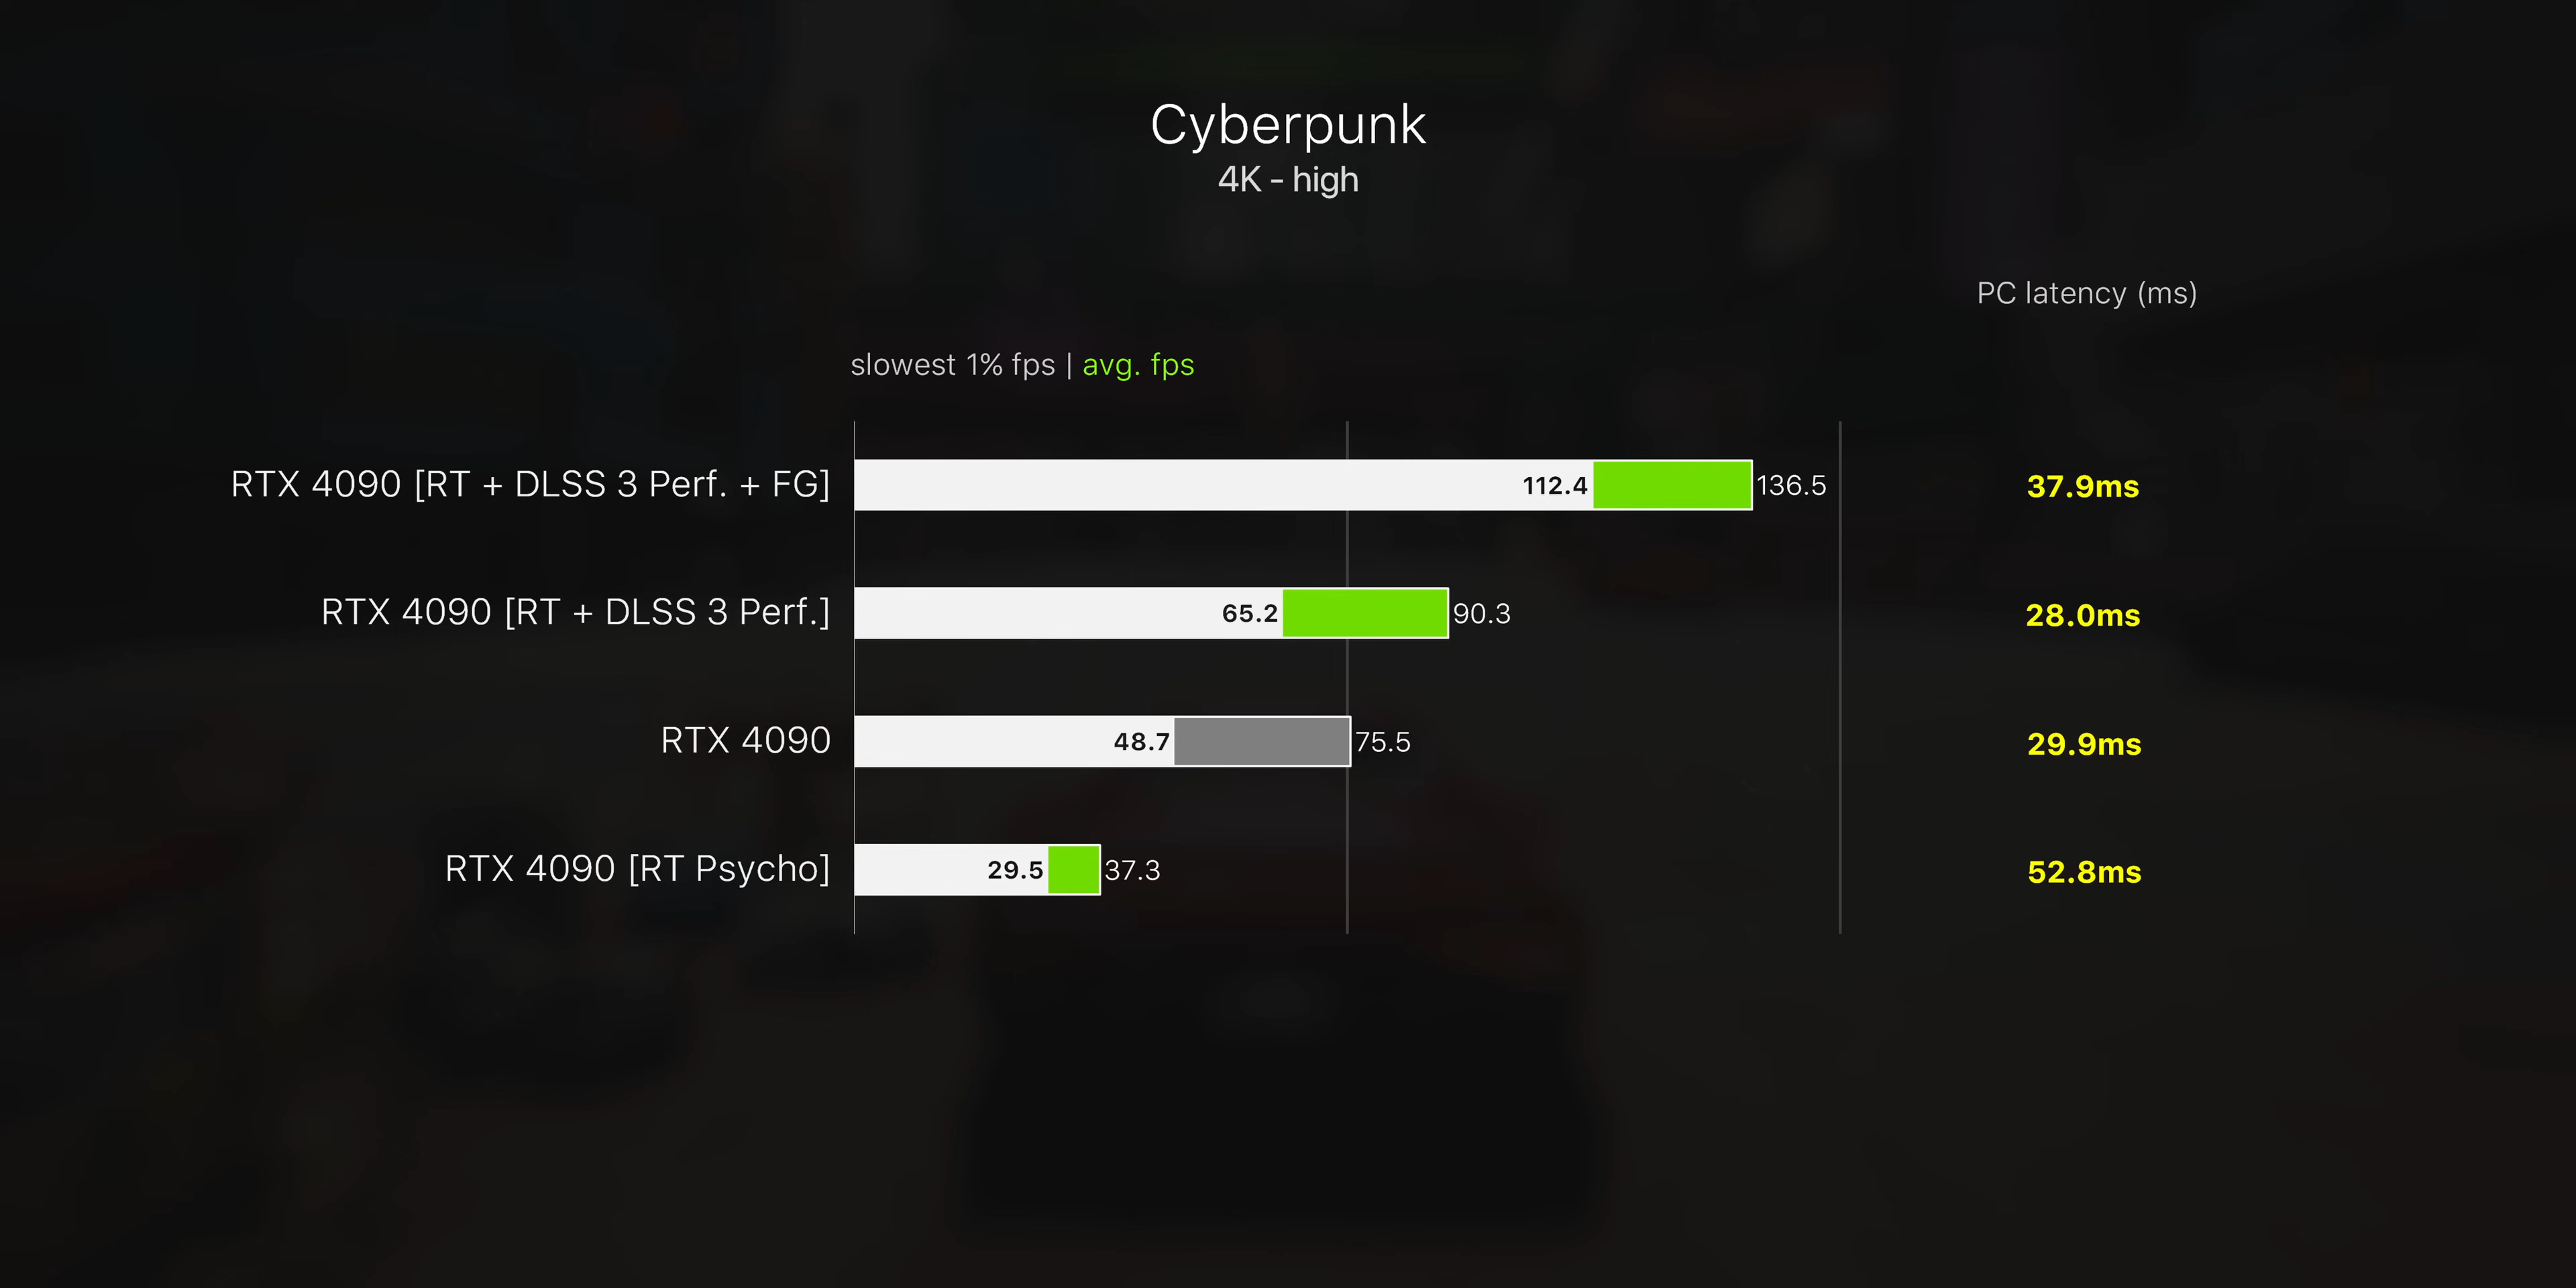 Cyberpunk
4K - high
PC latency (ms)
slowest 1% fps | avg. fps
RTX 4090 [RT + DLSS 3 Perf. + FG] 112.4 136.5 37.9ms
RTX 4090 [RT + DLSS 3 Perf.] 65.2 90.3 28.0ms
RTX 4090 48.7 75.5 29.9ms
RTX 4090 [RT Psycho] 29.5 37.3 52.8ms